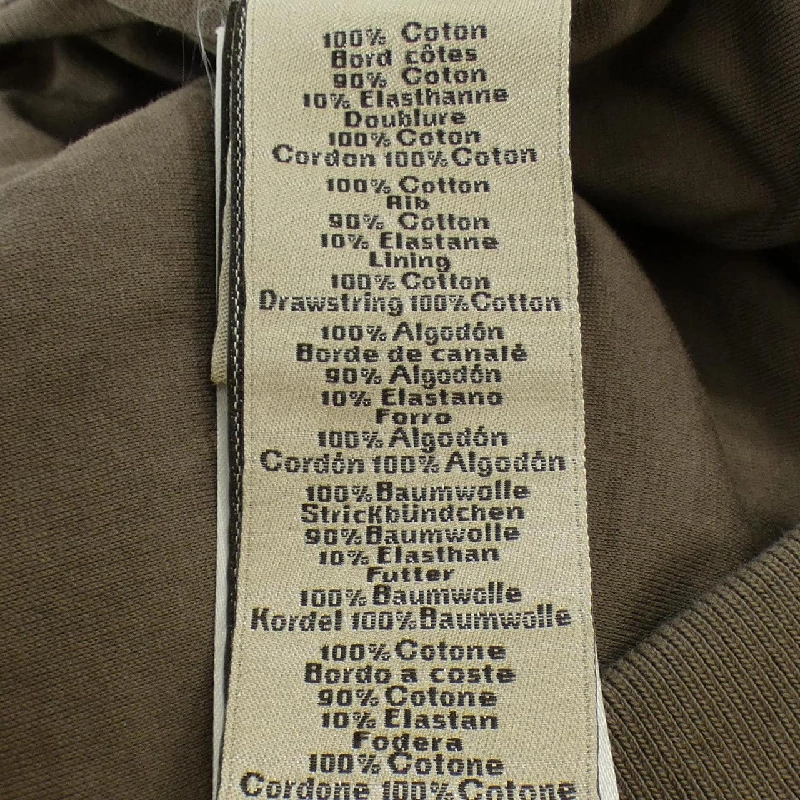 100% Coton
Bord côtes
90% Coton
10% Elasthanne
Doublure
100% Coton
Cordon 100% Coton
100% Cotton
Rib
90% Cotton
10% Elastane
Lining
100% Cotton
Drawstring 100% Cotton
100% Algodón
Borde de canalé
90% Algodón
10% Elastano
Forro
100% Algodón
Cordón 100% Algodón
100% Baumwolle
Strickbündchen
90% Baumwolle
10% Elasthan
Futter
100% Baumwolle
Kordel 100% Baumwolle
100% Cotone
Bordo a coste
90% Cotone
10% Elastan
Fodera
100% Cotone
Cordone 100% Cotone